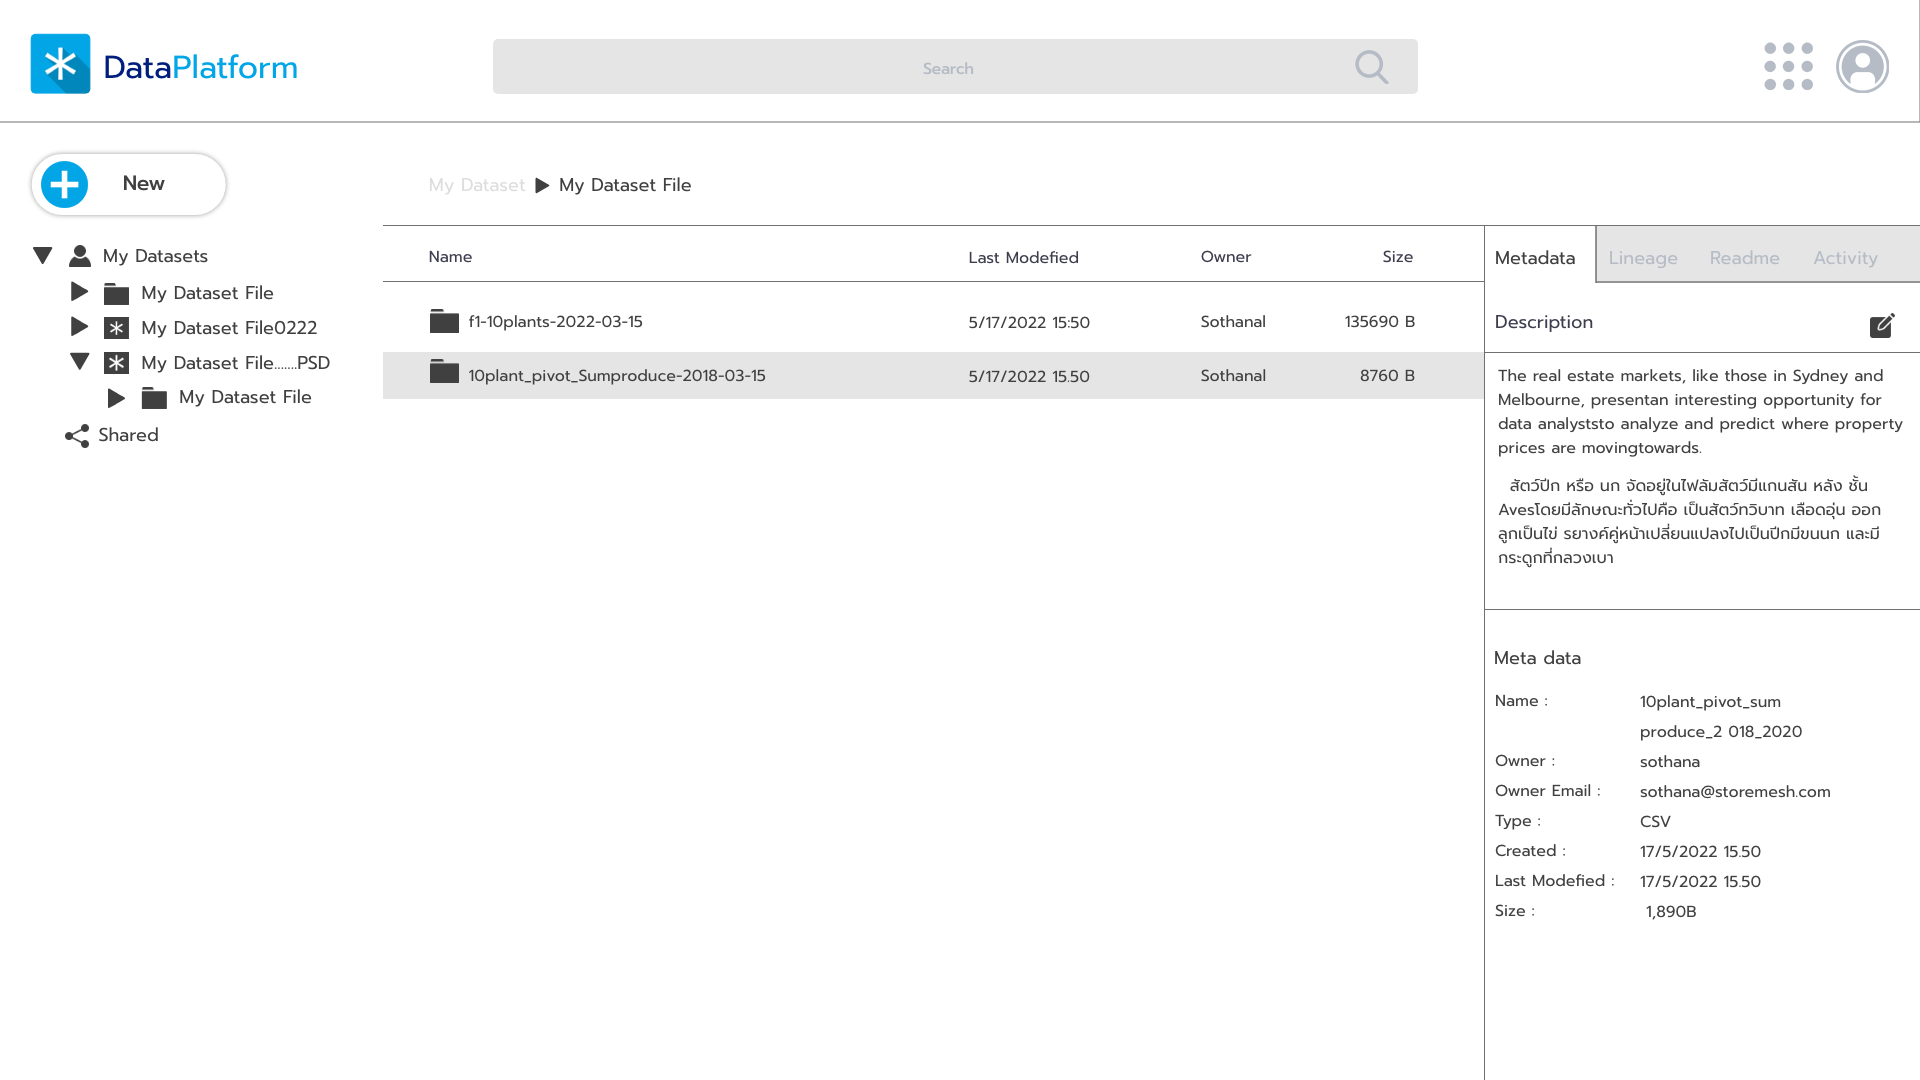 DataPlatform
Search
New
My Datasets
My Dataset File
My Dataset File0222
My Dataset File.......PSD
My Dataset File
Shared
My Dataset ▶ My Dataset File
Name Last Modefied Owner Size
f1-10plants-2022-03-15 5/17/2022 15:50 Sothanal 135690 B
10plant_pivot_Sumproduce-2018-03-15 5/17/2022 15.50 Sothanal 8760 B
Metadata Lineage Readme Activity
Description
The real estate markets, like those in Sydney and
Melbourne, presentan interesting opportunity for
data analyststo analyze and predict where property
prices are movingtowards.
สัตว์ปีก หรือ นก จัดอยู่ในไฟลัมสัตว์มีแกนสัน หลัง ชั้น
Avesโดยมีลักษณะทั่วไปคือ เป็นสัตว์ทวิบาท เลือดอุ่น ออก
ลูกเป็นไข่ รยางค์คู่หน้าเปลี่ยนแปลงไปเป็นปีกมีขนนก และมี
กระดูกที่กลวงเบา
Meta data
Name : 10plant_pivot_sum
produce_2 018_2020
Owner : sothana
Owner Email : sothana@storemesh.com
Type : CSV
Created : 17/5/2022 15.50
Last Modefied : 17/5/2022 15.50
Size : 1,890B